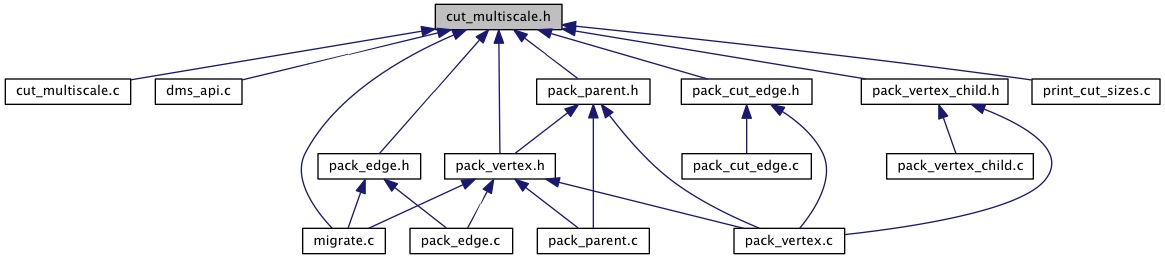 cut_multiscale.h
cut_multiscale.c
dms_api.c
pack_parent.h
pack_cut_edge.h
pack_vertex_child.h
print_cut_sizes.c
pack_edge.h
pack_vertex.h
pack_cut_edge.c
pack_vertex_child.c
migrate.c
pack_edge.c
pack_parent.c
pack_vertex.c